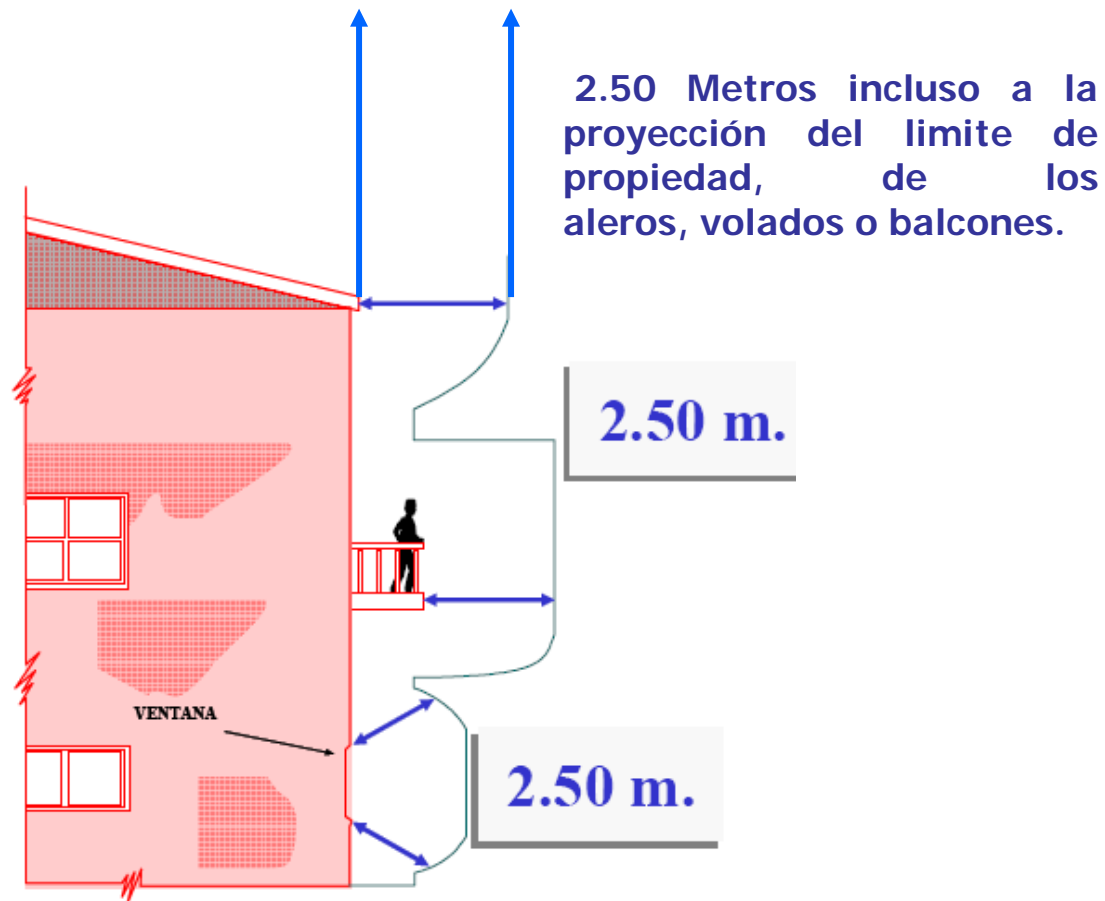 2.50 Metros incluso a la
proyección del limite de
propiedad, de los
aleros, volados o balcones.
2.50 m.
VENTANA
2.50 m.